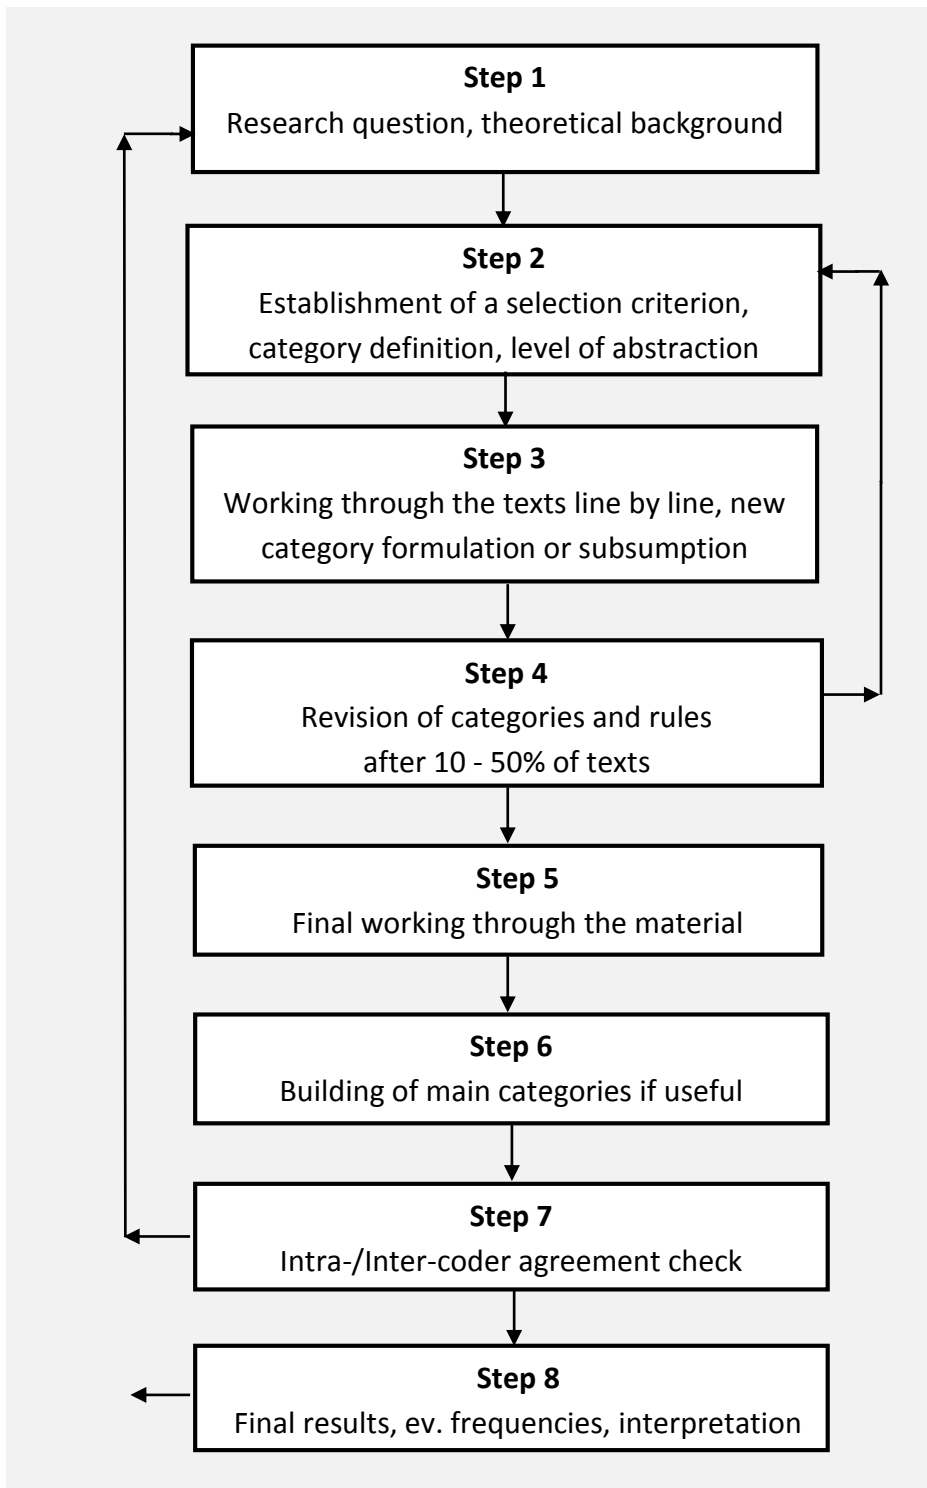 Step 1
Research question, theoretical background
Step 2
Establishment of a selection criterion,
category definition, level of abstraction
Step 3
Working through the texts line by line, new
category formulation or subsumption
Step 4
Revision of categories and rules
after 10 - 50% of texts
Step 5
Final working through the material
Step 6
Building of main categories if useful
Step 7
Intra-/Inter-coder agreement check
Step 8
Final results, ev. frequencies, interpretation